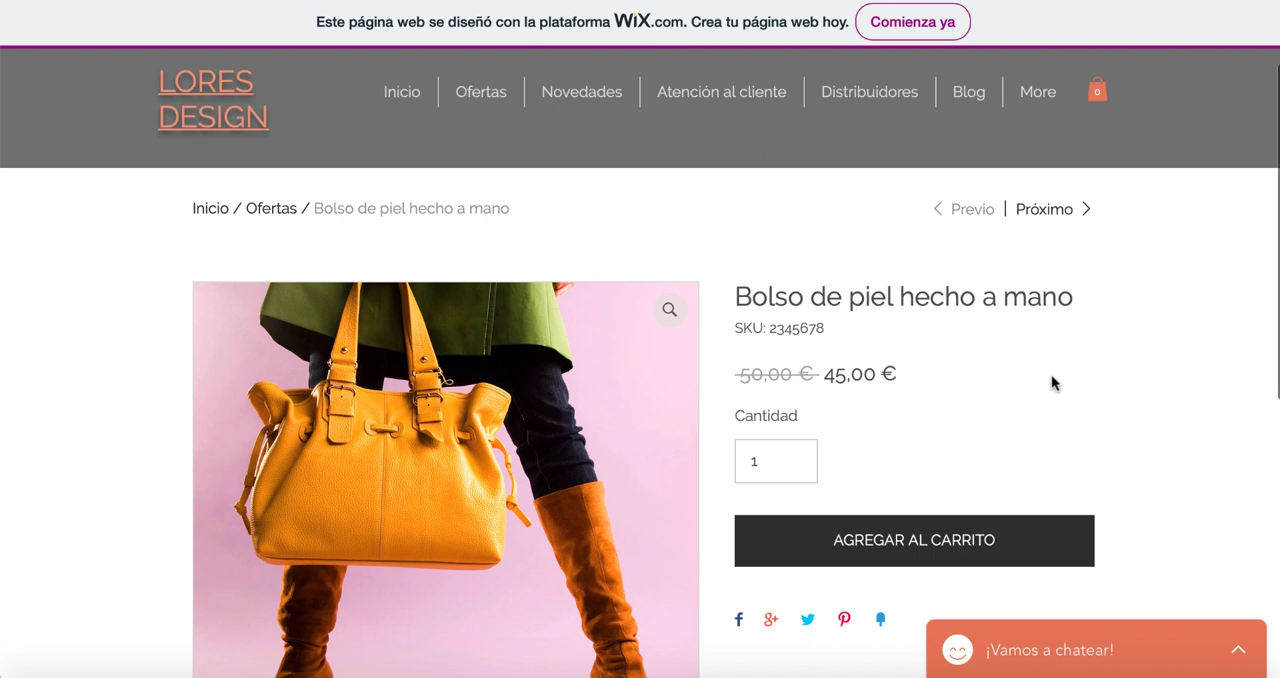 Este página web se diseñó con la plataforma WiX.com. Crea tu página web hoy. Comienza ya
LORES
DESIGN
Inicio Ofertas Novedades Atención al cliente Distribuidores Blog More 0
Inicio / Ofertas / Bolso de piel hecho a mano
Previo | Próximo
Bolso de piel hecho a mano
SKU: 2345678
50,00 € 45,00 €
Cantidad
1
AGREGAR AL CARRITO
¡Vamos a chatear!